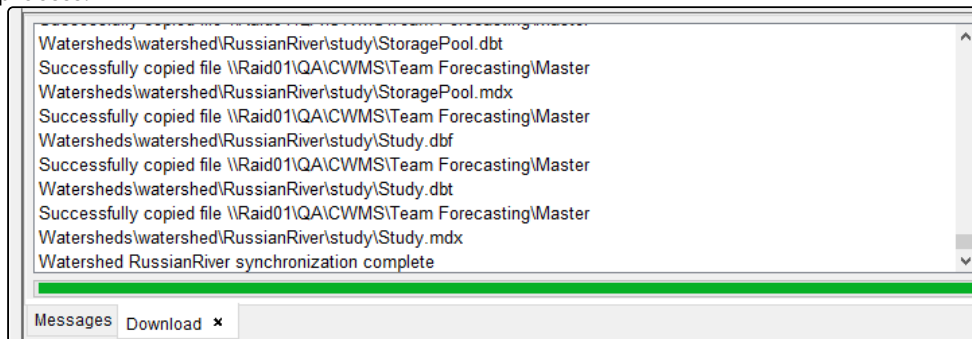 Watersheds\watershed\RussianRiver\study\StoragePool.dbt
Successfully copied file \\Raid01\QA\CWMS\Team Forecasting\Master
Watersheds\watershed\RussianRiver\study\StoragePool.mdx
Successfully copied file \\Raid01\QA\CWMS\Team Forecasting\Master
Watersheds\watershed\RussianRiver\study\Study.dbf
Successfully copied file \\Raid01\QA\CWMS\Team Forecasting\Master
Watersheds\watershed\RussianRiver\study\Study.dbt
Successfully copied file \\Raid01\QA\CWMS\Team Forecasting\Master
Watersheds\watershed\RussianRiver\study\Study.mdx
Watershed RussianRiver synchronization complete
Messages Download ×